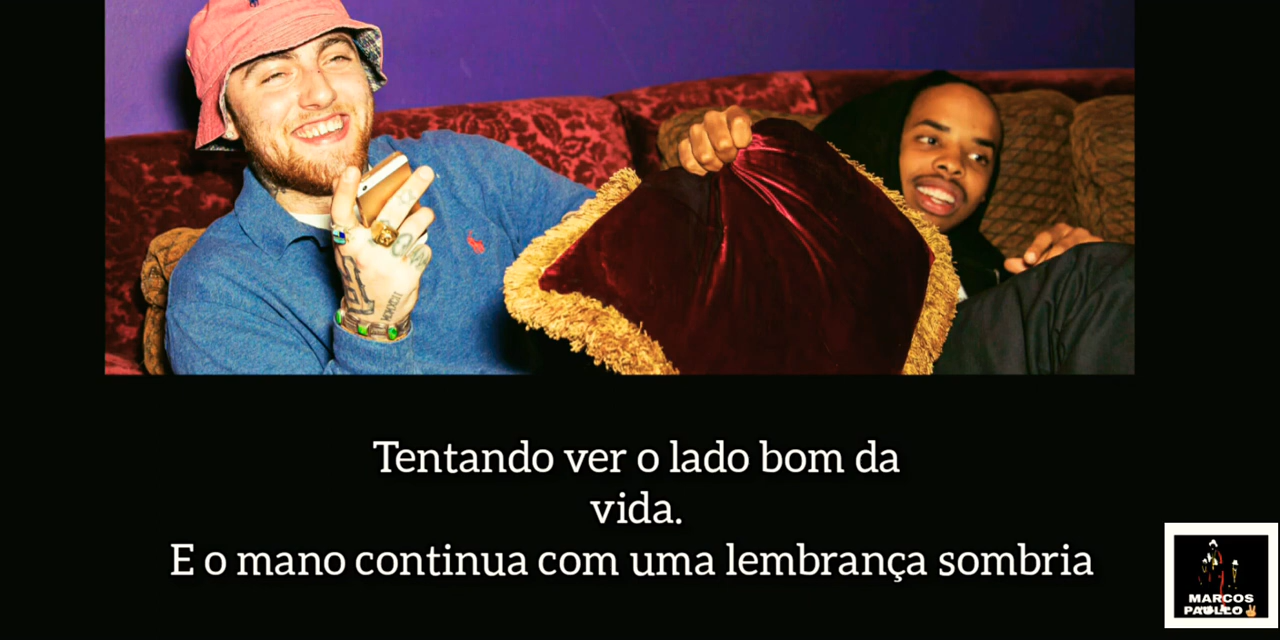 Tentando ver o lado bom da
vida.
E o mano continua com uma lembrança sombria
MARCOS